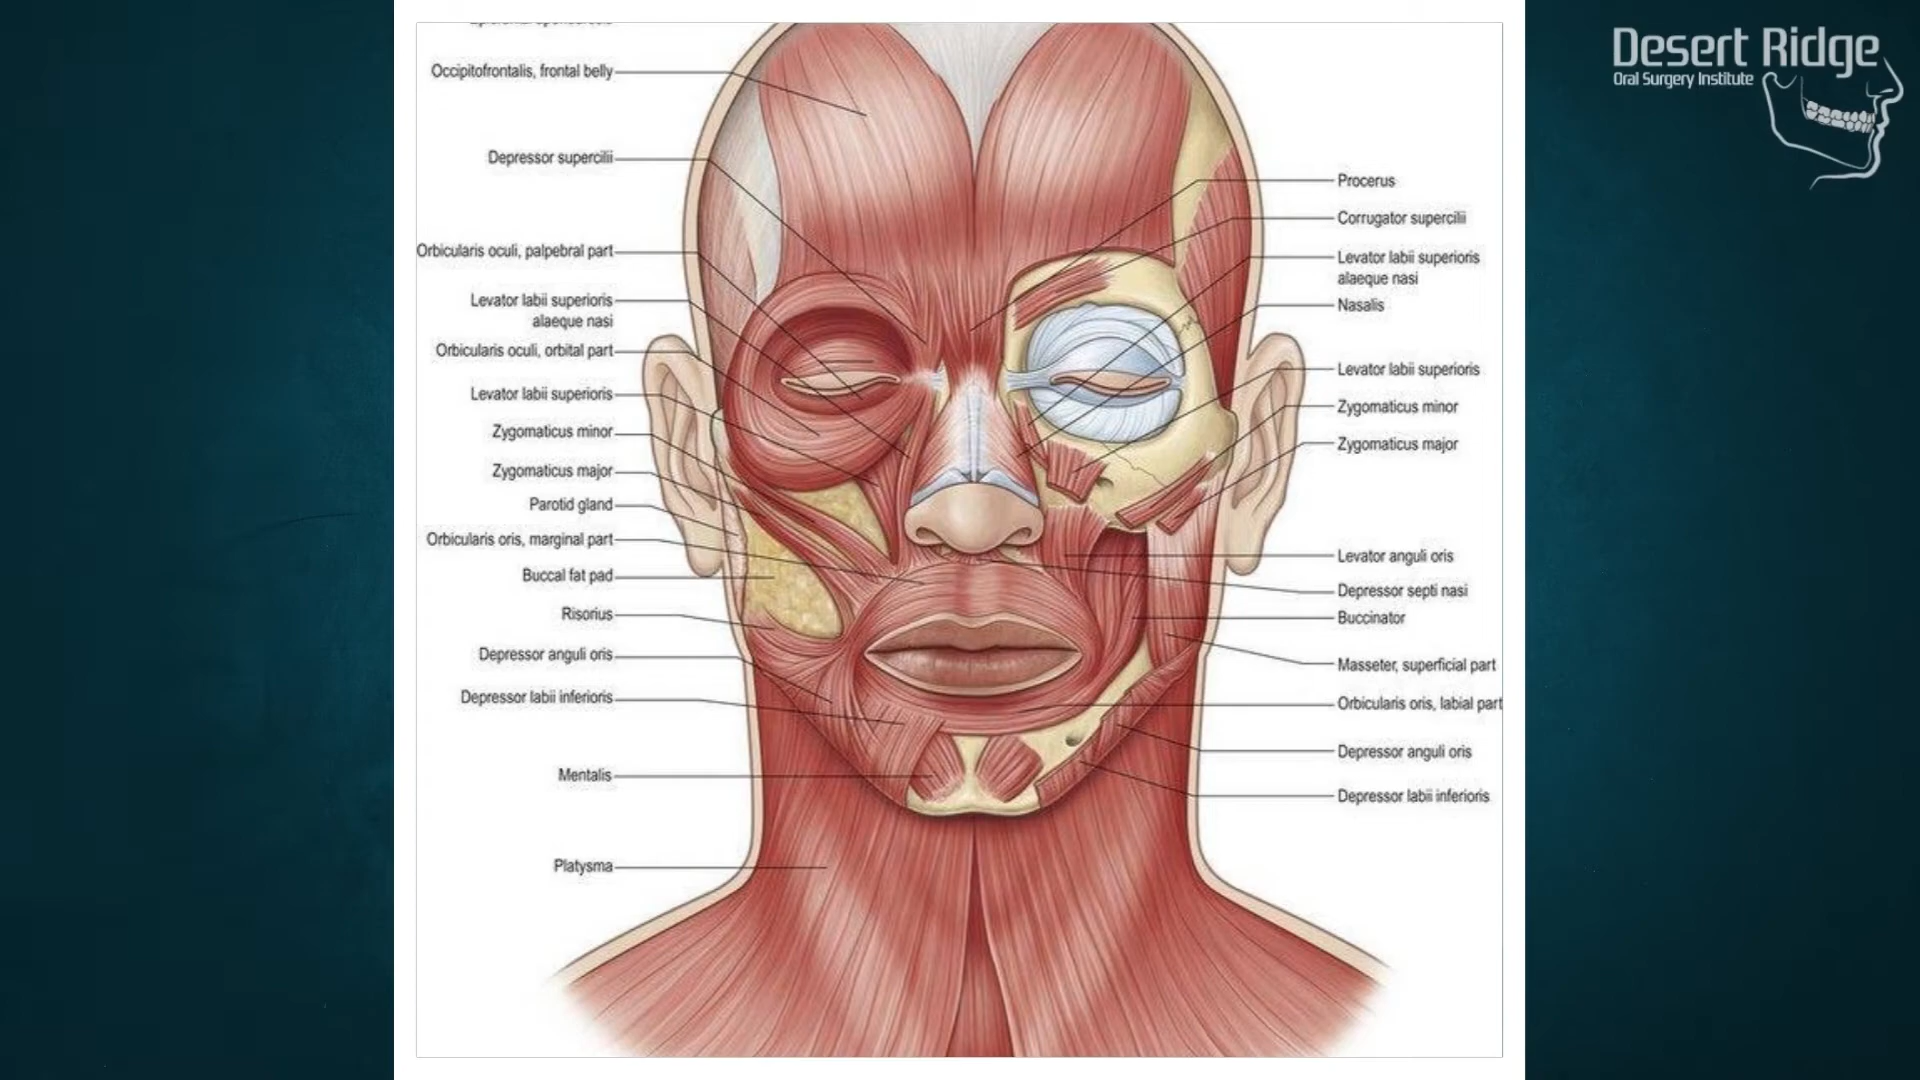 Desert Ridge
Oral Surgery Institute
Occipitofrontalis, frontal belly
Depressor supercilii
Orbicularis oculi, palpebral part
Levator labii superioris
alaeque nasi
Orbicularis oculi, orbital part
Levator labii superioris
Zygomaticus minor
Zygomaticus major
Parotid gland
Orbicularis oris, marginal part
Buccal fat pad
Risorius
Depressor anguli oris
Depressor labii inferioris
Mentalis
Platysma
Procerus
Corrugator supercilii
Levator labii superioris
alaeque nasi
Nasalis
Levator labii superioris
Zygomaticus minor
Zygomaticus major
Levator anguli oris
Depressor septi nasi
Buccinator
Masseter, superficial part
Orbicularis oris, labial part
Depressor anguli oris
Depressor labii inferioris